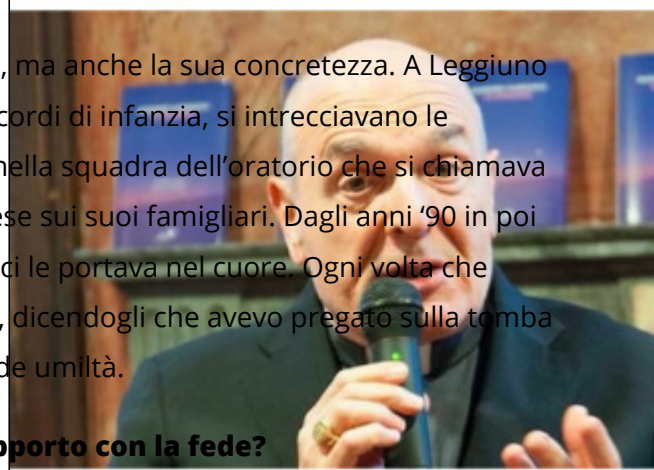 , ma anche la sua concretezza. A Leggiuno
cordi di infanzia, si intrecciavano le
nella squadra dell’oratorio che si chiamava
ese sui suoi famigliari. Dagli anni ‘90 in poi
ci le portava nel cuore. Ogni volta che
, dicendogli che avevo pregato sulla tomba
de umiltà.
pporto con la fede?